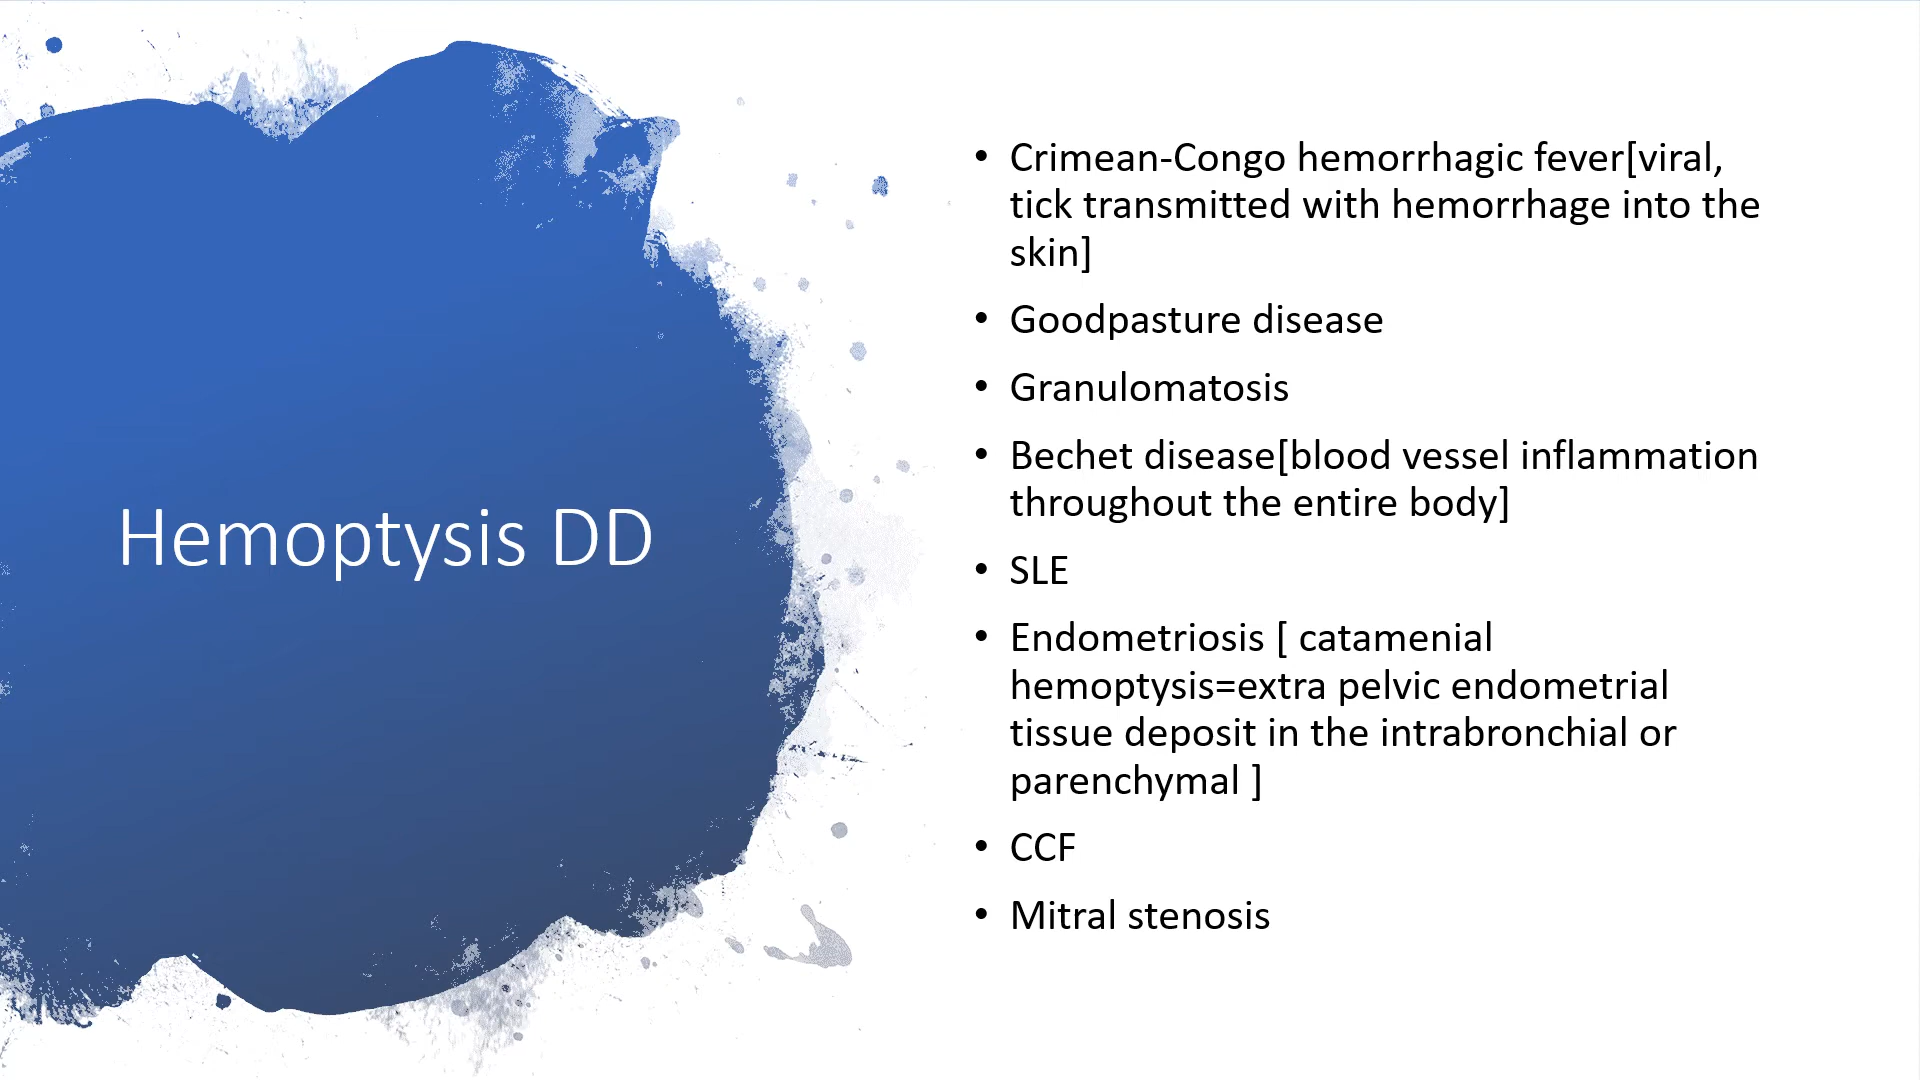 Hemoptysis DD
• Crimean-Congo hemorrhagic fever[viral,
tick transmitted with hemorrhage into the
skin]
• Goodpasture disease
• Granulomatosis
• Bechet disease[blood vessel inflammation
throughout the entire body]
• SLE
• Endometriosis [ catamenial
hemoptysis=extra pelvic endometrial
tissue deposit in the intrabronchial or
parenchymal ]
• CCF
• Mitral stenosis